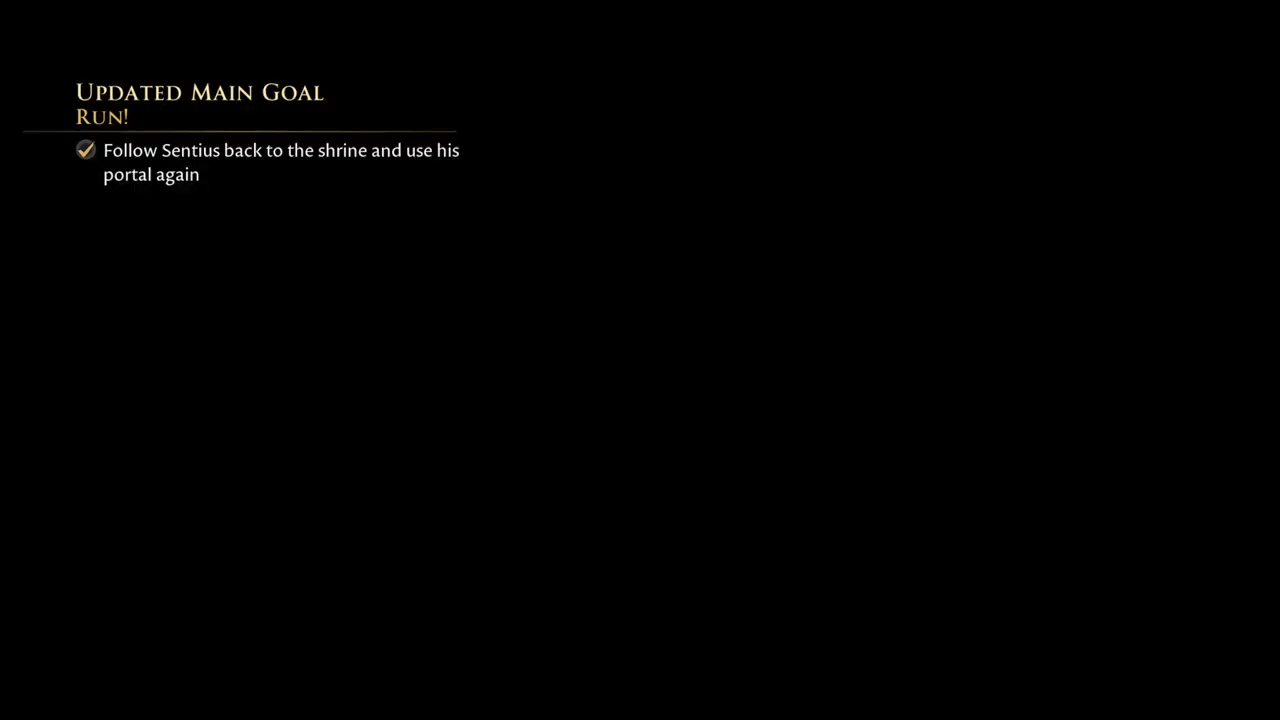 Updated Main Goal
Run!
Follow Sentius back to the shrine and use his
portal again